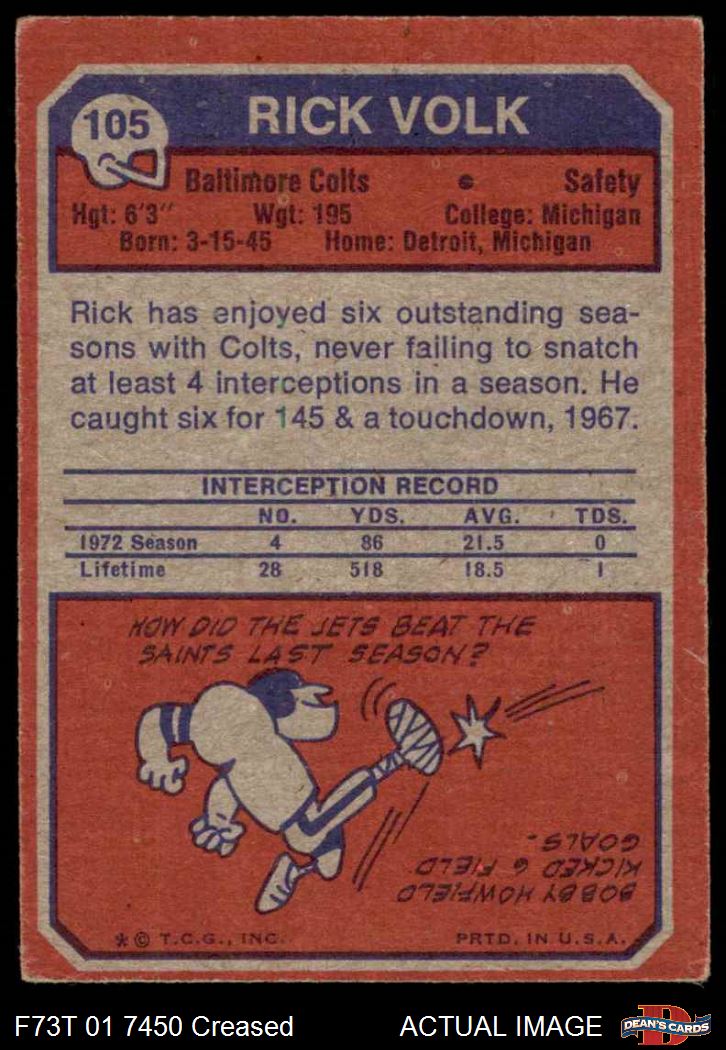 105
RICK VOLK
Baltimore Colts • Safety
Hgt: 6'3" Wgt: 195 College: Michigan
Born: 3-15-45 Home: Detroit, Michigan
Rick has enjoyed six outstanding sea-
sons with Colts, never failing to snatch
at least 4 interceptions in a season. He
caught six for 145 & a touchdown, 1967.
INTERCEPTION RECORD
NO. YDS. AVG. TDS.
1972 Season 4 86 21.5 0
Lifetime 28 518 18.5 1
HOW DID THE JETS BEAT THE
SAINTS LAST SEASON?
BOBBY HOWFIELD
KICKED 6 FIELD
GOALS.
* © T.C.G., INC. PRTD. IN U.S.A.
F73T 01 7450 Creased ACTUAL IMAGE
D
DEAN'S CARDS